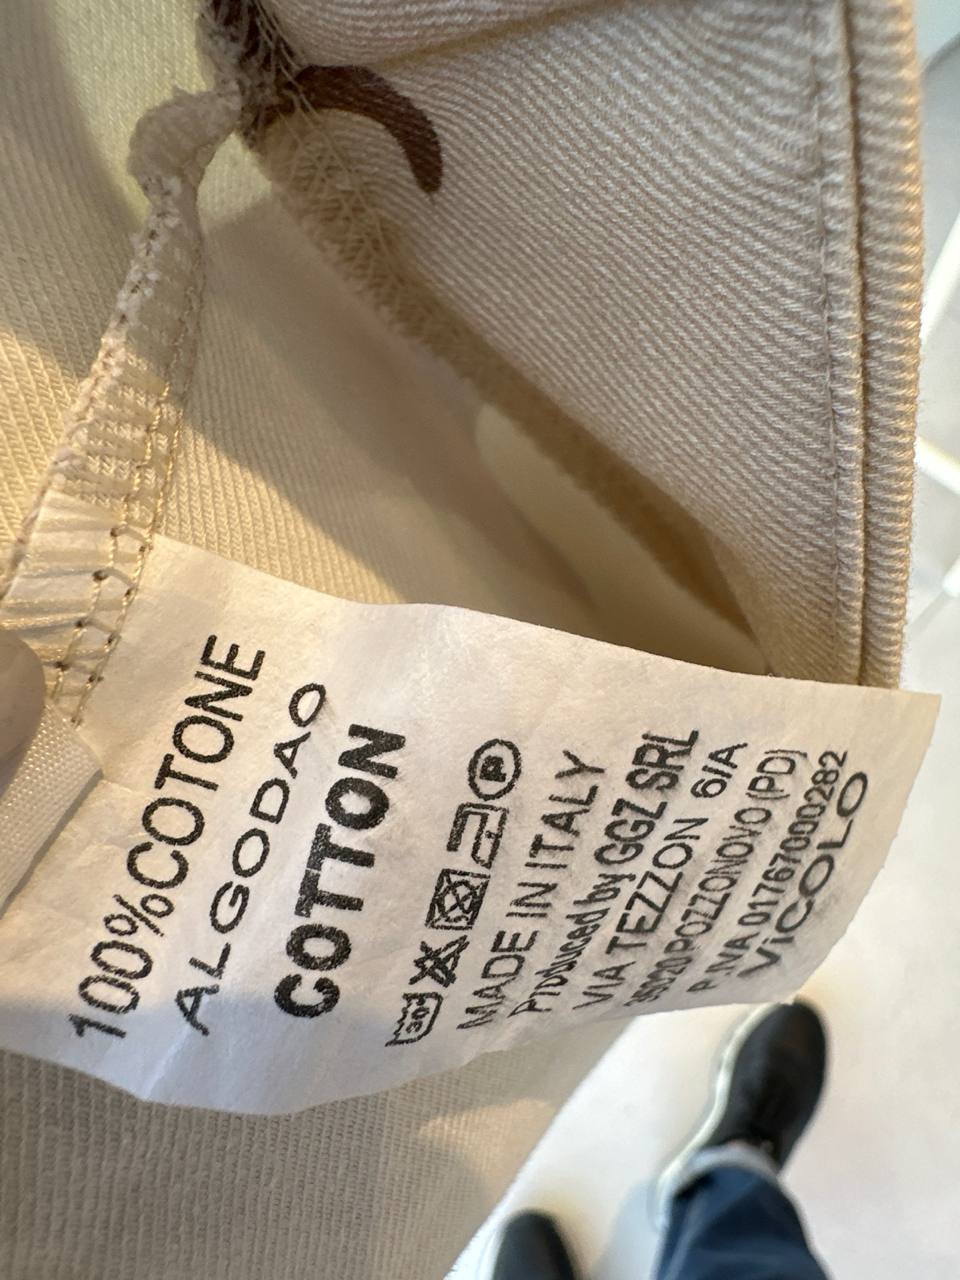 100%COTONE
ALGODAO
COTTON
30° P
MADE IN ITALY
Produced by GGZ SRL
VIA TEZZON 6/A
35020 POZZONOVO (PD)
P.IVA 01767000282
ViCOLO